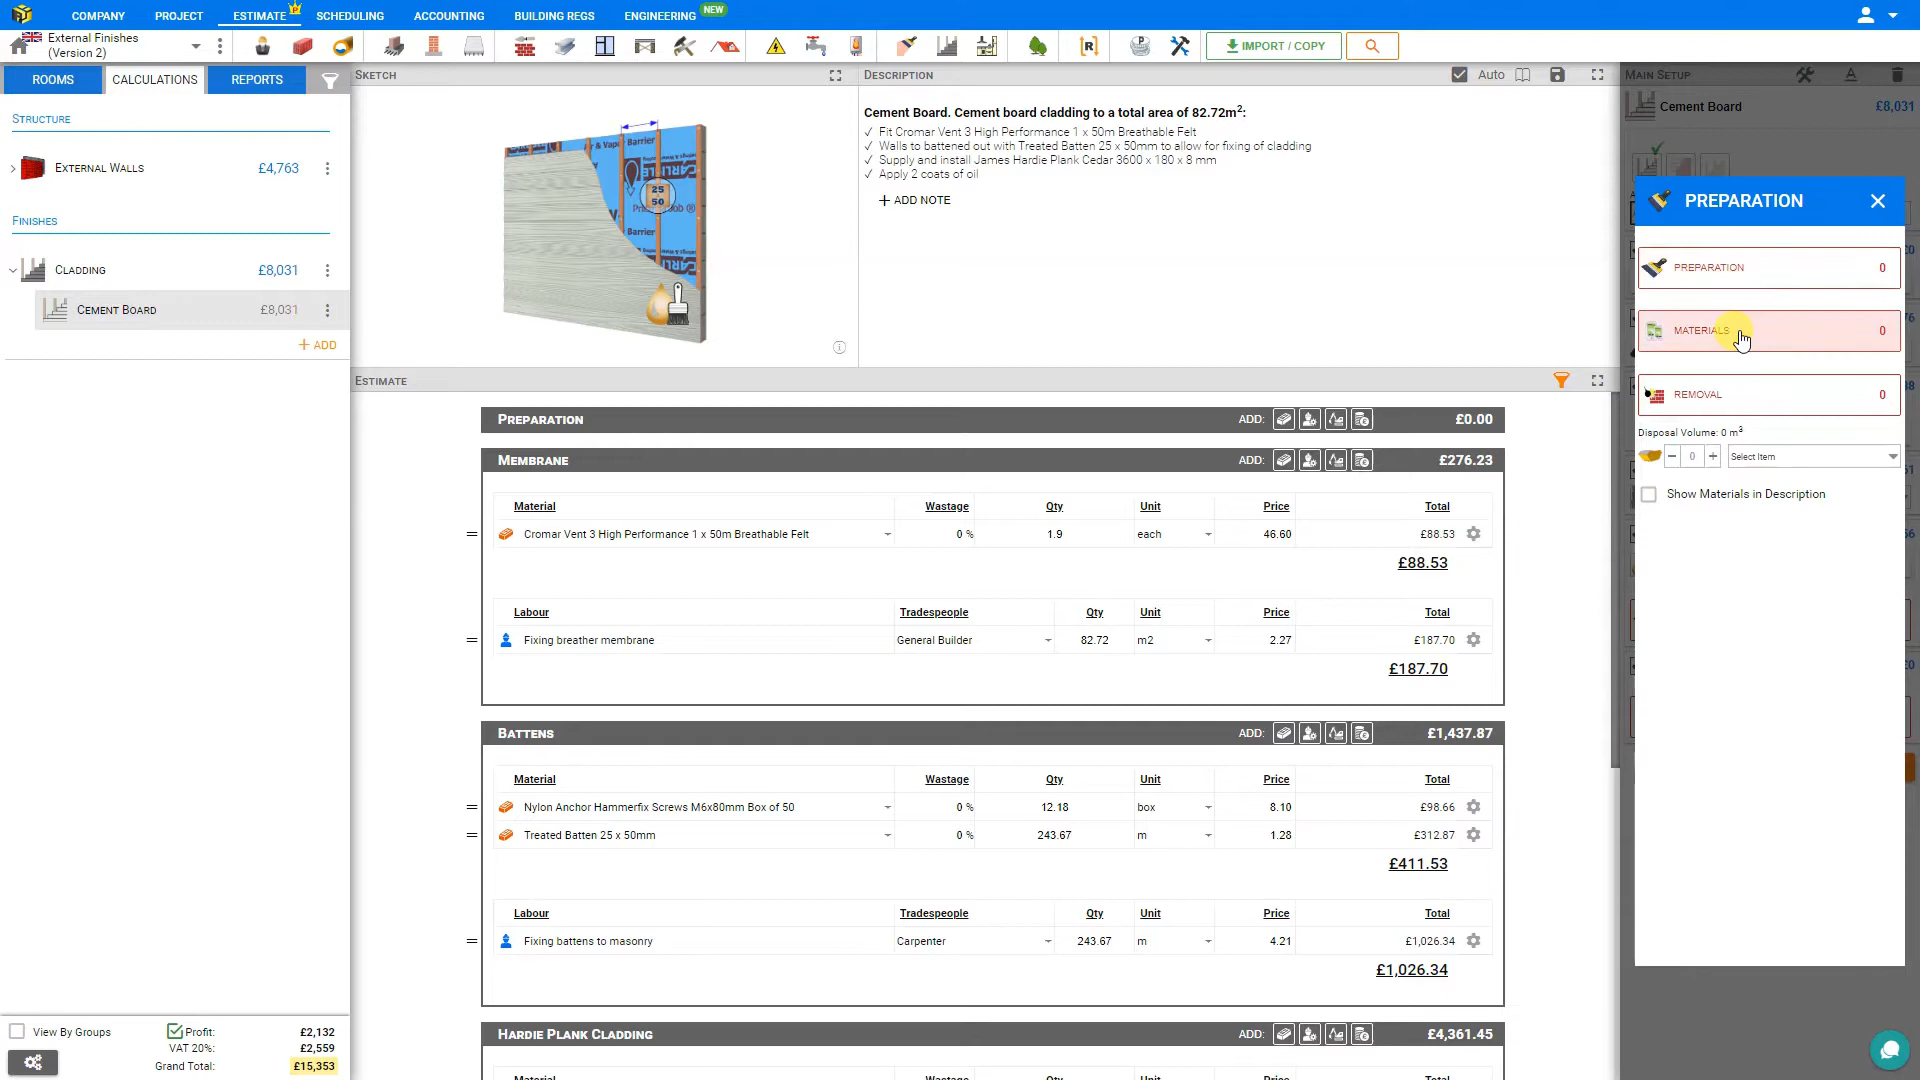 COMPANY PROJECT ESTIMATE SCHEDULING ACCOUNTING BUILDING REGS ENGINEERING NEW
External Finishes
(Version 2)
IMPORT / COPY
ROOMS CALCULATIONS REPORTS
STRUCTURE
EXTERNAL WALLS £4,763
FINISHES
CLADDING £8,031
CEMENT BOARD £8,031
ADD
View By Groups
Profit: £2,132
VAT 20%: £2,559
Grand Total: £15,353
SKETCH
25
50
Barrier
DESCRIPTION Auto
Cement Board. Cement board cladding to a total area of 82.72m2:
✓ Fit Cromar Vent 3 High Performance 1 x 50m Breathable Felt
✓ Walls to battened out with Treated Batten 25 x 50mm to allow for fixing of cladding
✓ Supply and install James Hardie Plank Cedar 3600 x 180 x 8 mm
✓ Apply 2 coats of oil
+ ADD NOTE
ESTIMATE
PREPARATION ADD: £0.00
MEMBRANE ADD: £276.23
Material Wastage Qty Unit Price Total
Cromar Vent 3 High Performance 1 x 50m Breathable Felt 0 % 1.9 each 46.60 £88.53
£88.53
Labour Tradespeople Qty Unit Price Total
Fixing breather membrane General Builder 82.72 m2 2.27 £187.70
£187.70
BATTENS ADD: £1,437.87
Material Wastage Qty Unit Price Total
Nylon Anchor Hammerfix Screws M6x80mm Box of 50 0 % 12.18 box 8.10 £98.66
Treated Batten 25 x 50mm 0 % 243.67 m 1.28 £312.87
£411.53
Labour Tradespeople Qty Unit Price Total
Fixing battens to masonry Carpenter 243.67 m 4.21 £1,026.34
£1,026.34
HARDIE PLANK CLADDING ADD: £4,361.45
Material Wastage Qty Unit Price Total
MAIN SETUP
Cement Board £8,031
PREPARATION
PREPARATION 0
MATERIALS 0
REMOVAL 0
Disposal Volume: 0 m3
0 Select Item
Show Materials in Description